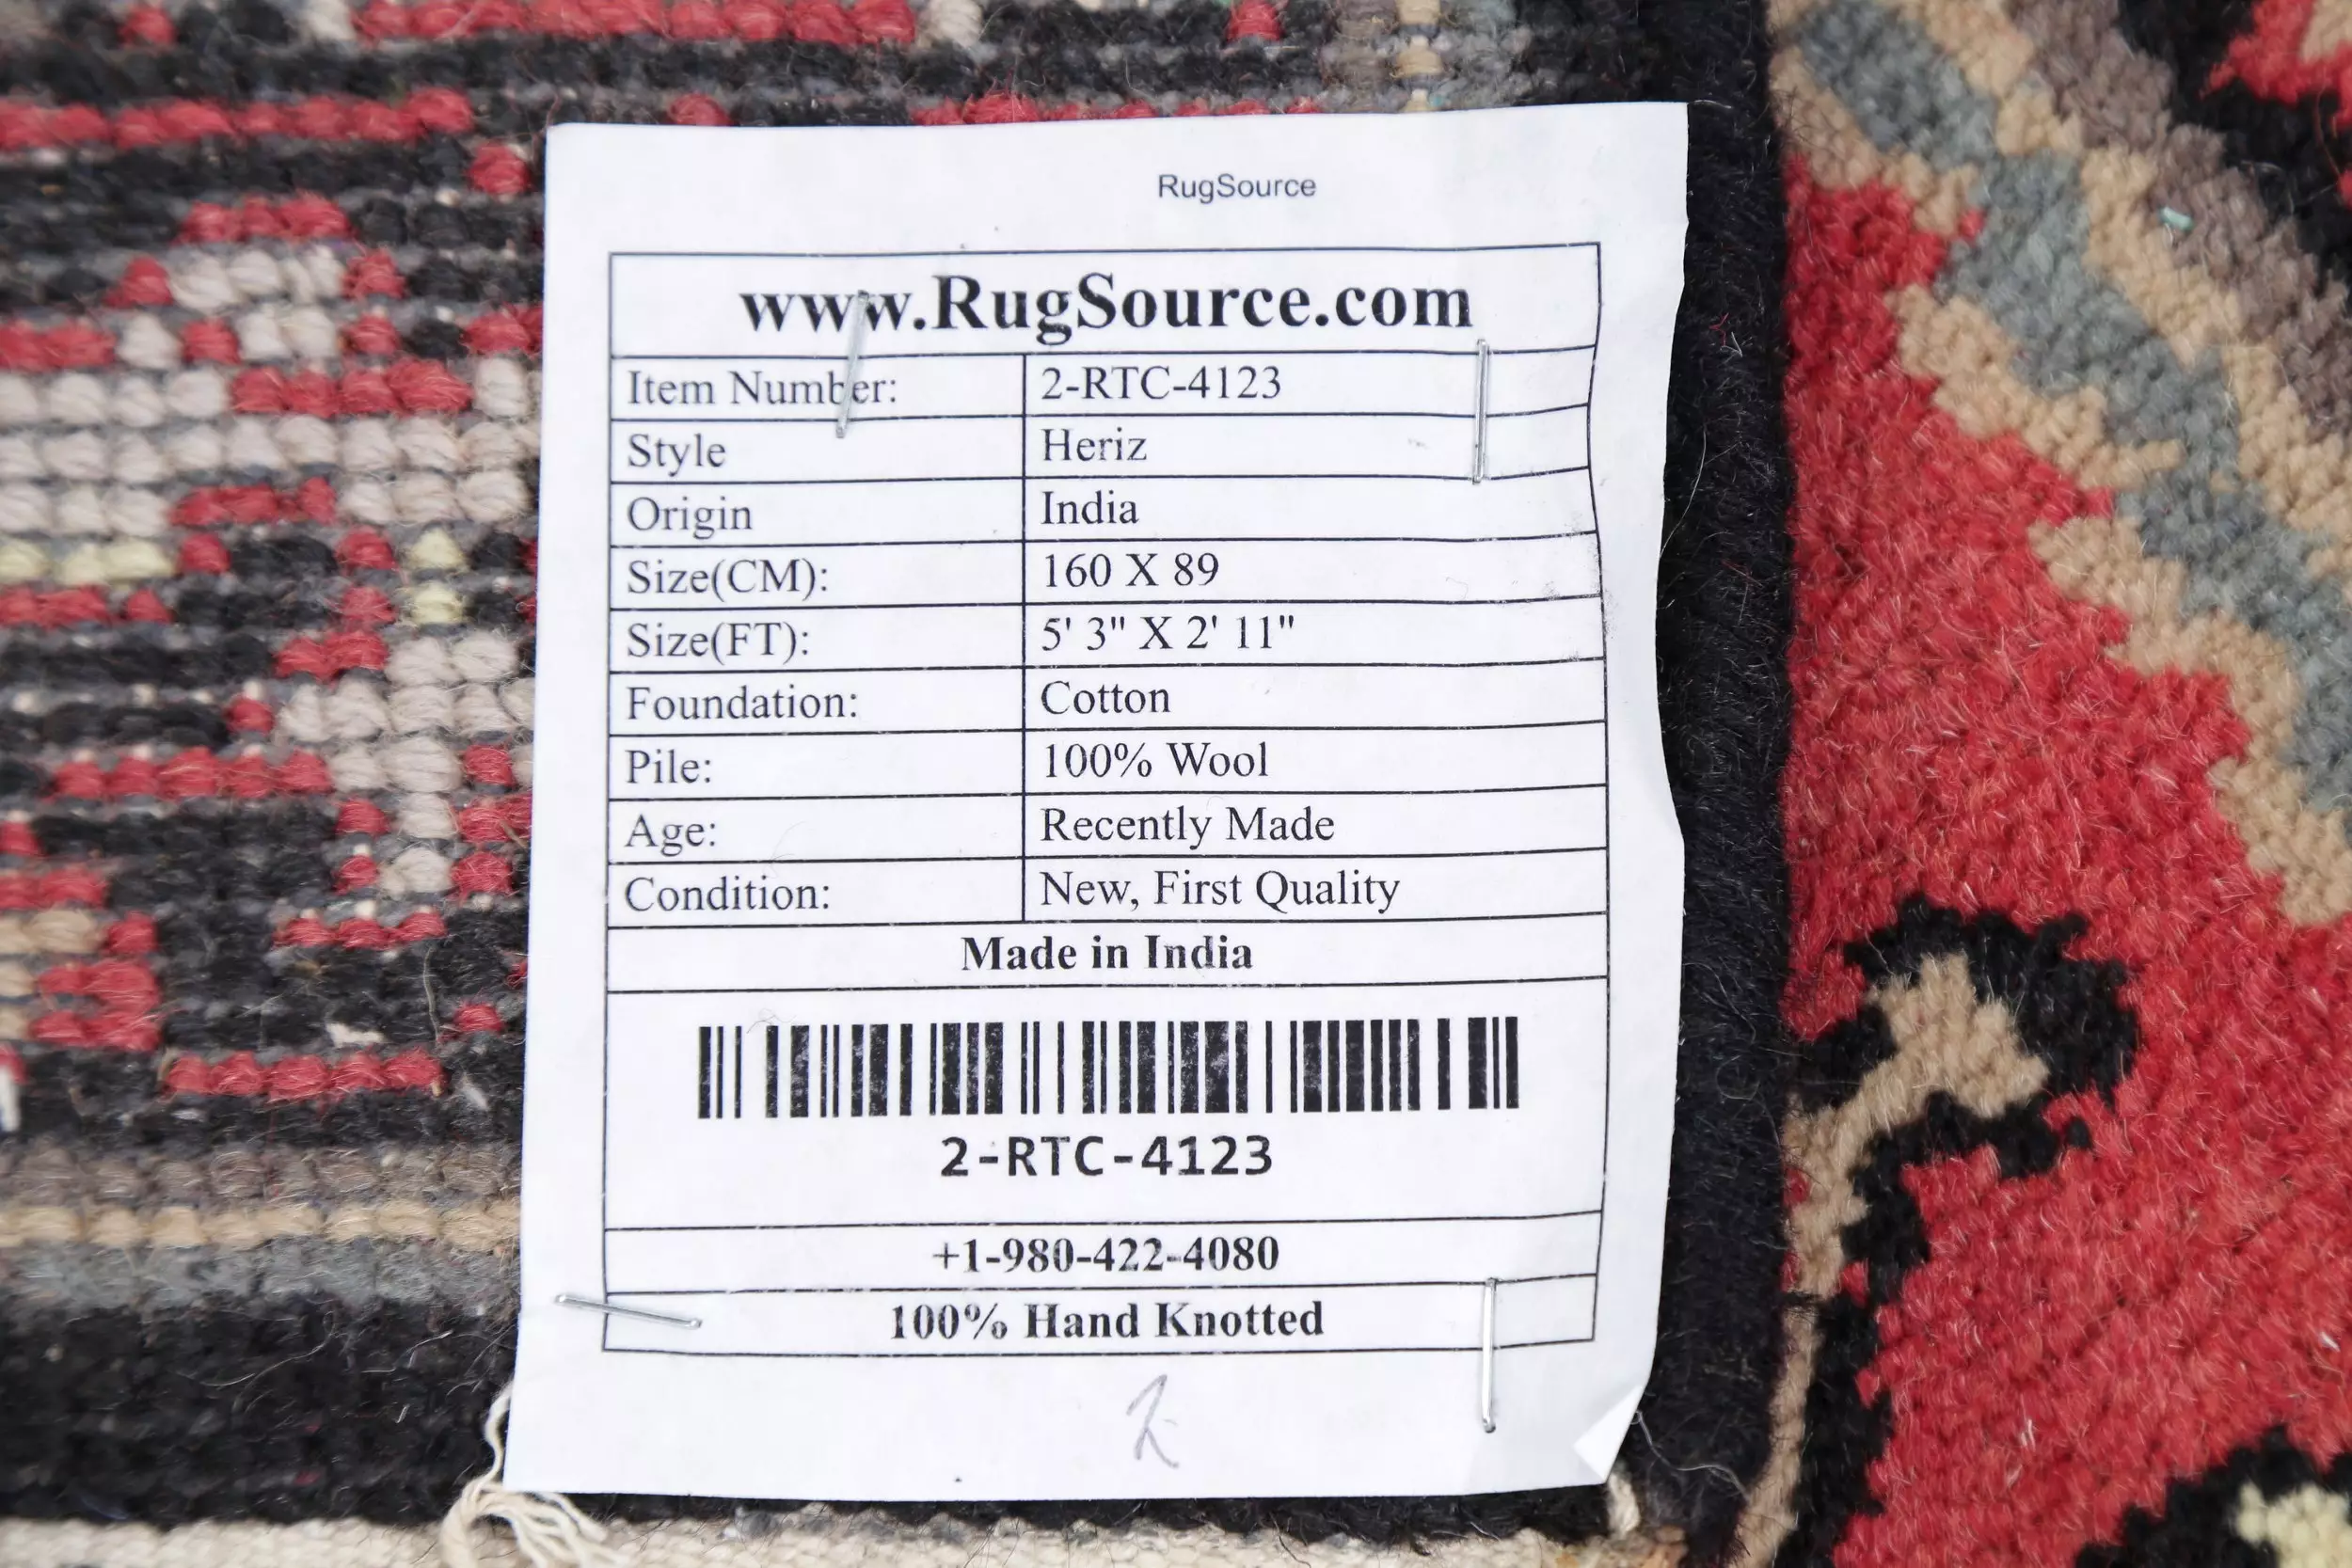 RugSource
www.RugSource.com
Item Number: 2-RTC-4123
Style Heriz
Origin India
Size(CM): 160 X 89
Size(FT): 5' 3" X 2' 11"
Foundation: Cotton
Pile: 100% Wool
Age: Recently Made
Condition: New, First Quality
Made in India
2-RTC-4123
+1-980-422-4080
100% Hand Knotted